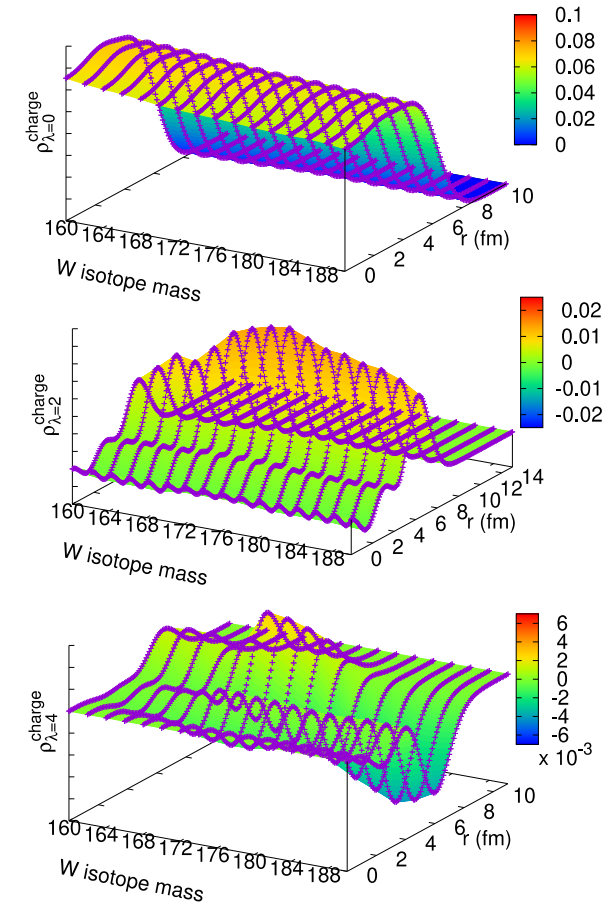 0.1
0.08
0.06
0.04
0.02
0
ρ charge λ=0
160 164 168 172 176 180 184 188
W isotope mass
0 2 4 6 8 10
r (fm)
0.02
0.01
0
-0.01
-0.02
ρ charge λ=2
160 164 168 172 176 180 184 188
W isotope mass
0 2 4 6 8 10 12 14
r (fm)
6
4
2
0
-2
-4
-6
x 10⁻³
ρ charge λ=4
160 164 168 172 176 180 184 188
W isotope mass
0 2 4 6 8 10
r (fm)